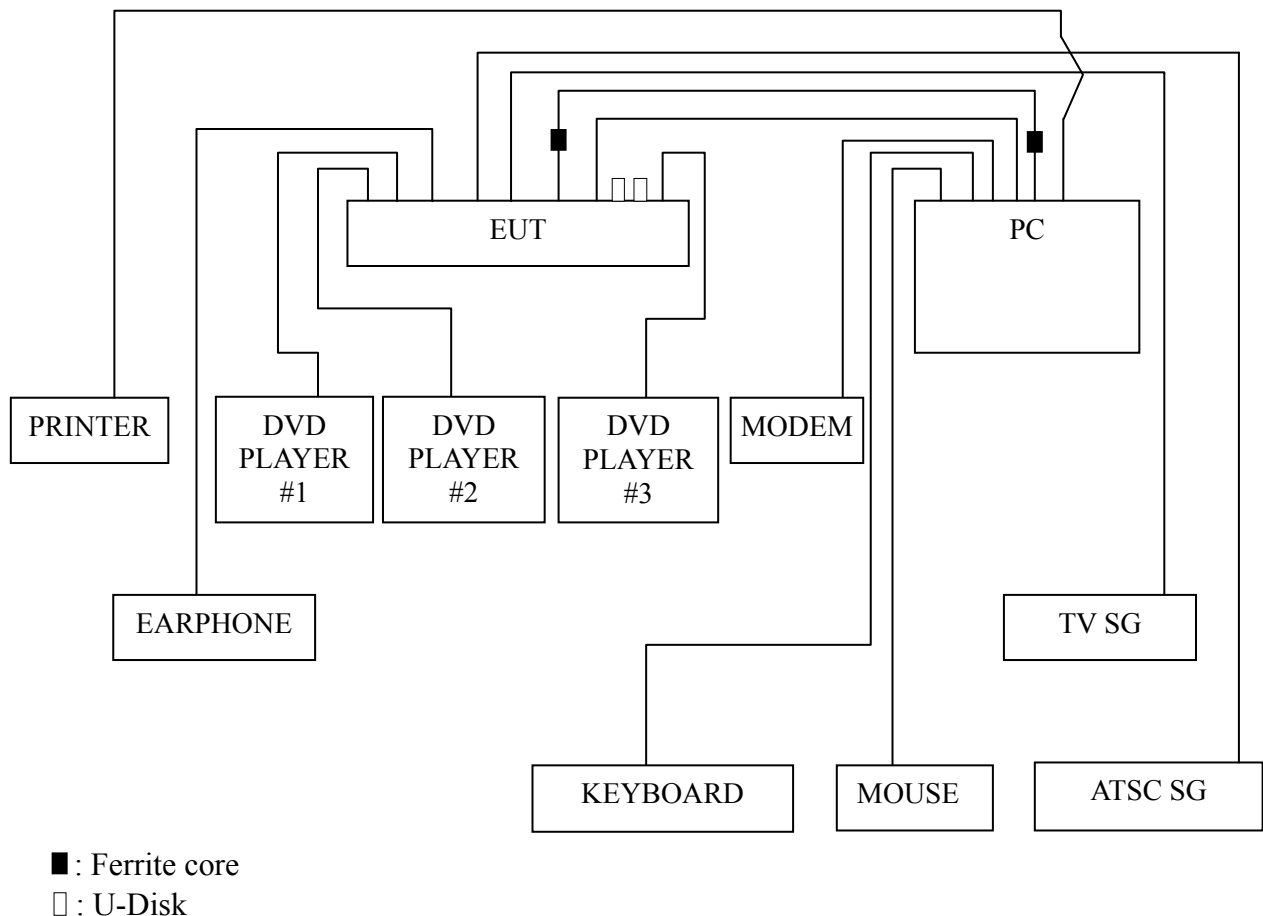 EUT
PC
PRINTER
DVD
PLAYER
#1
DVD
PLAYER
#2
DVD
PLAYER
#3
MODEM
EARPHONE
TV SG
KEYBOARD
MOUSE
ATSC SG
: Ferrite core
: U-Disk